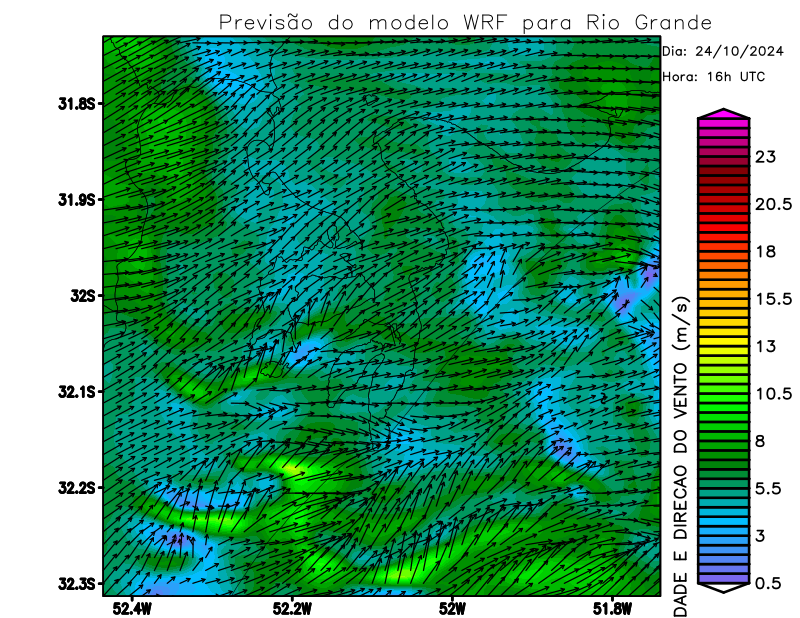 Previsão do modelo WRF para Rio Grande
Dia: 24/10/2024
Hora: 16h UTC
31.8S
31.9S
32S
32.1S
32.2S
32.3S
52.4W
52.2W
52W
51.8W
23
20.5
18
15.5
13
10.5
8
5.5
3
0.5
DADE E DIRECAO DO VENTO (m/s)